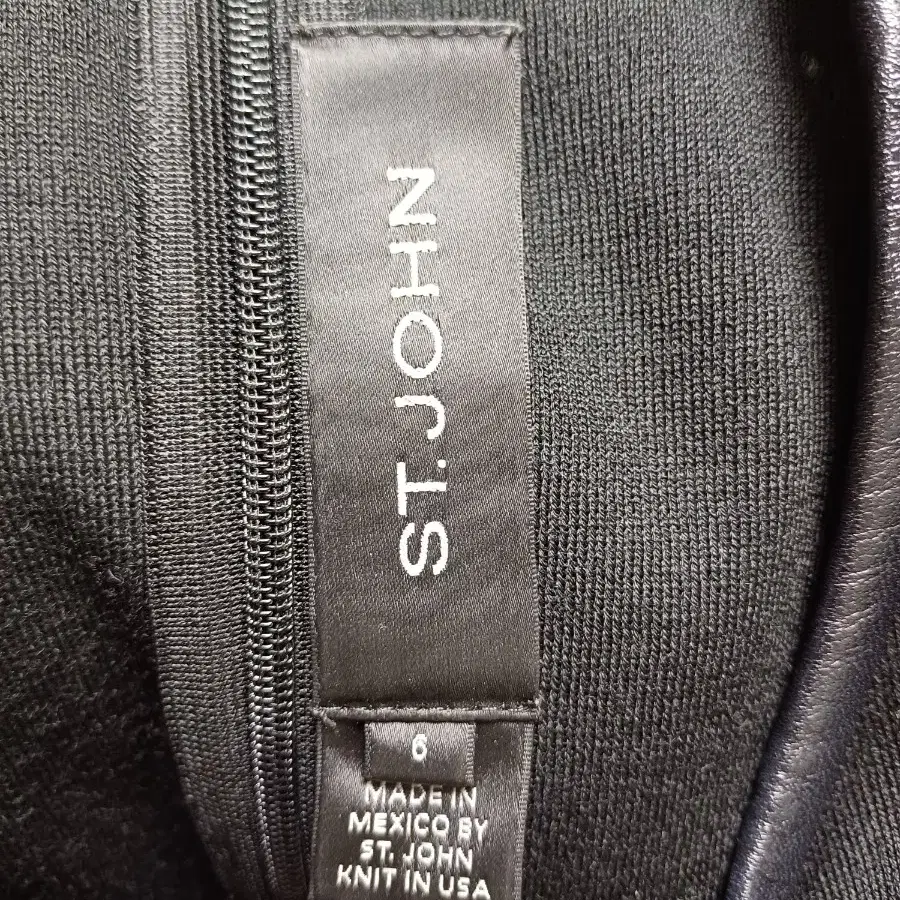 ST. JOHN
6
MADE IN
MEXICO BY
ST. JOHN
KNIT IN USA